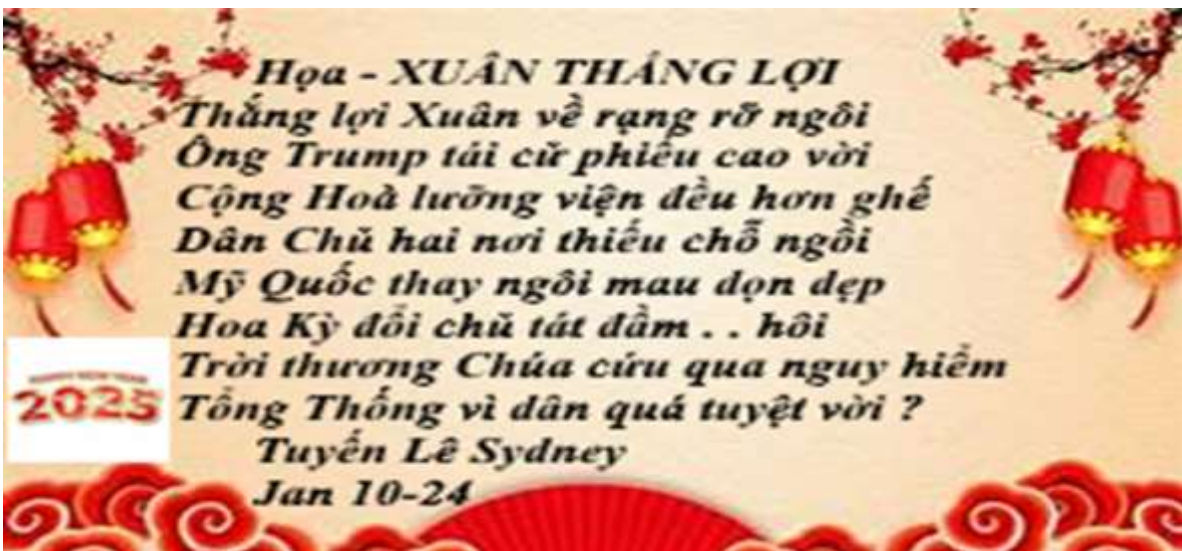 Họa - XUÂN THÁNG LỢI
Thắng lợi Xuân về rạng rỡ ngôi
Ông Trump tái cử phiếu cao vời
Cộng Hoà lưỡng viện đều hơn ghế
Dân Chủ hai nơi thiếu chỗ ngồi
Mỹ Quốc thay ngôi mau dọn dẹp
Hoa Kỳ đổi chủ tát đầm . . hôi
Trời thương Chúa cứu qua nguy hiểm
2025 Tổng Thống vì dân quá tuyệt vời ?
Tuyến Lê Sydney
Jan 10-24